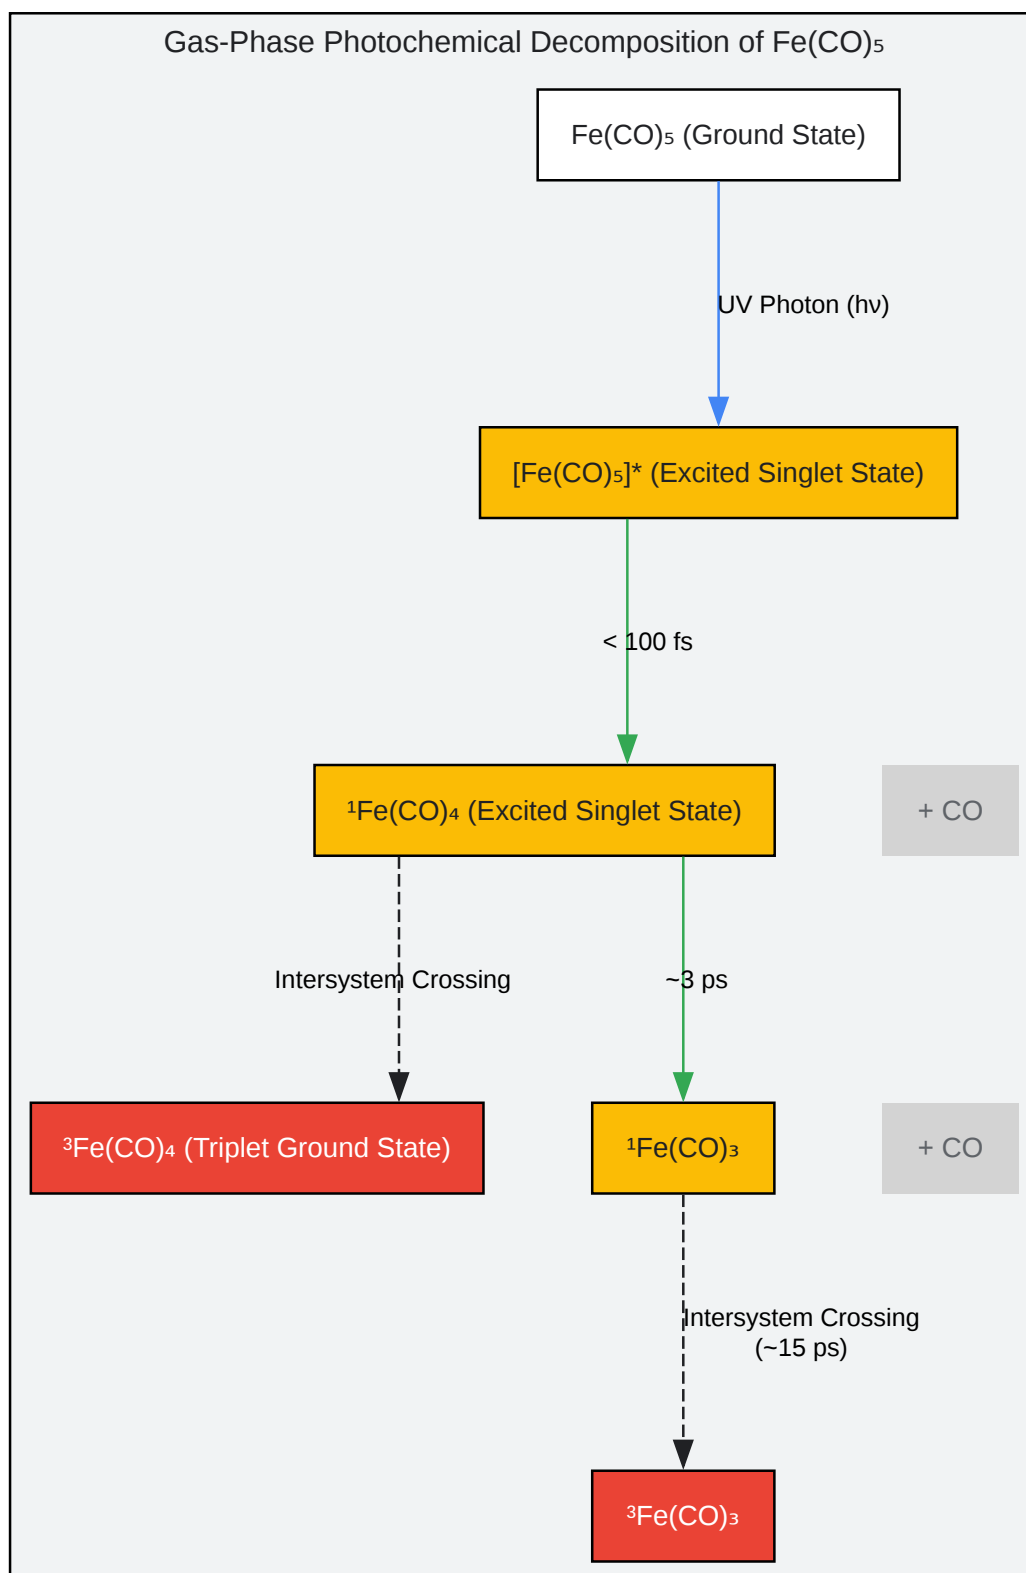 Gas-Phase Photochemical Decomposition of Fe(CO)₅
Fe(CO)₅ (Ground State)
UV Photon (hν)
[Fe(CO)₅]* (Excited Singlet State)
< 100 fs
¹Fe(CO)₄ (Excited Singlet State)
+ CO
Intersystem Crossing
~3 ps
³Fe(CO)₄ (Triplet Ground State)
¹Fe(CO)₃
+ CO
Intersystem Crossing
(~15 ps)
³Fe(CO)₃